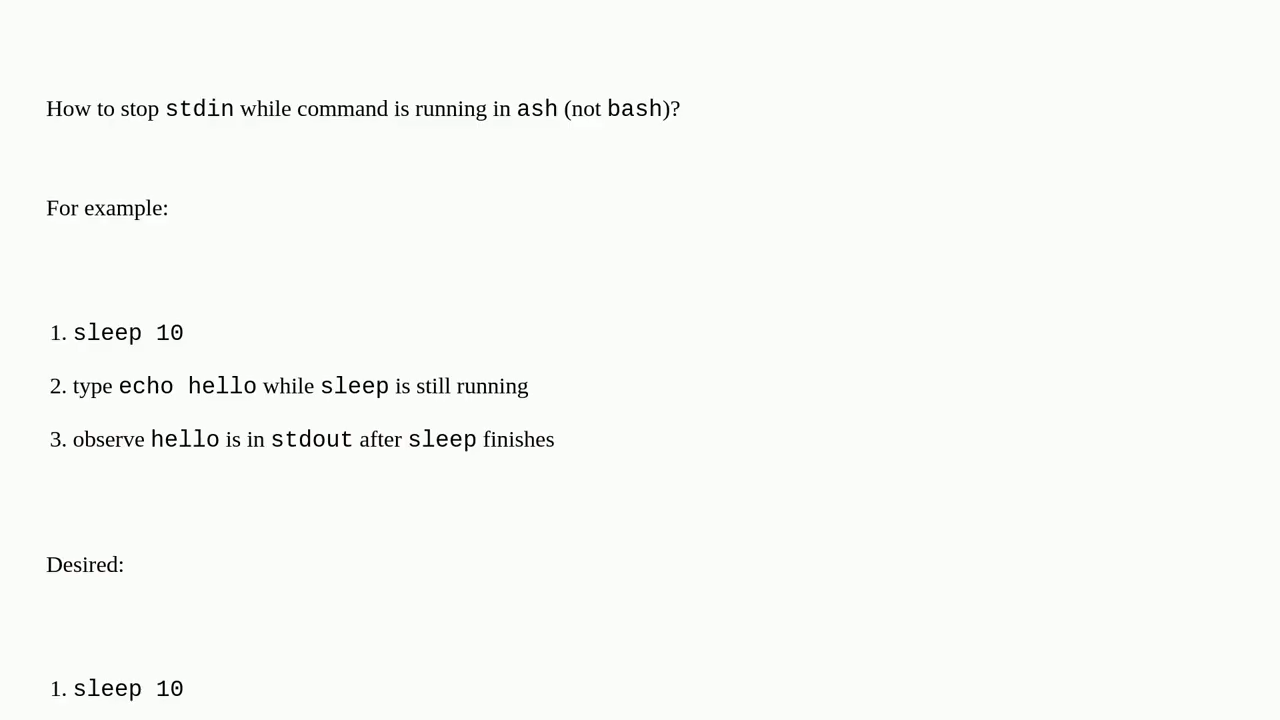 How to stop stdin while command is running in ash (not bash)?
For example:
1. sleep 10
2. type echo hello while sleep is still running
3. observe hello is in stdout after sleep finishes
Desired:
1. sleep 10